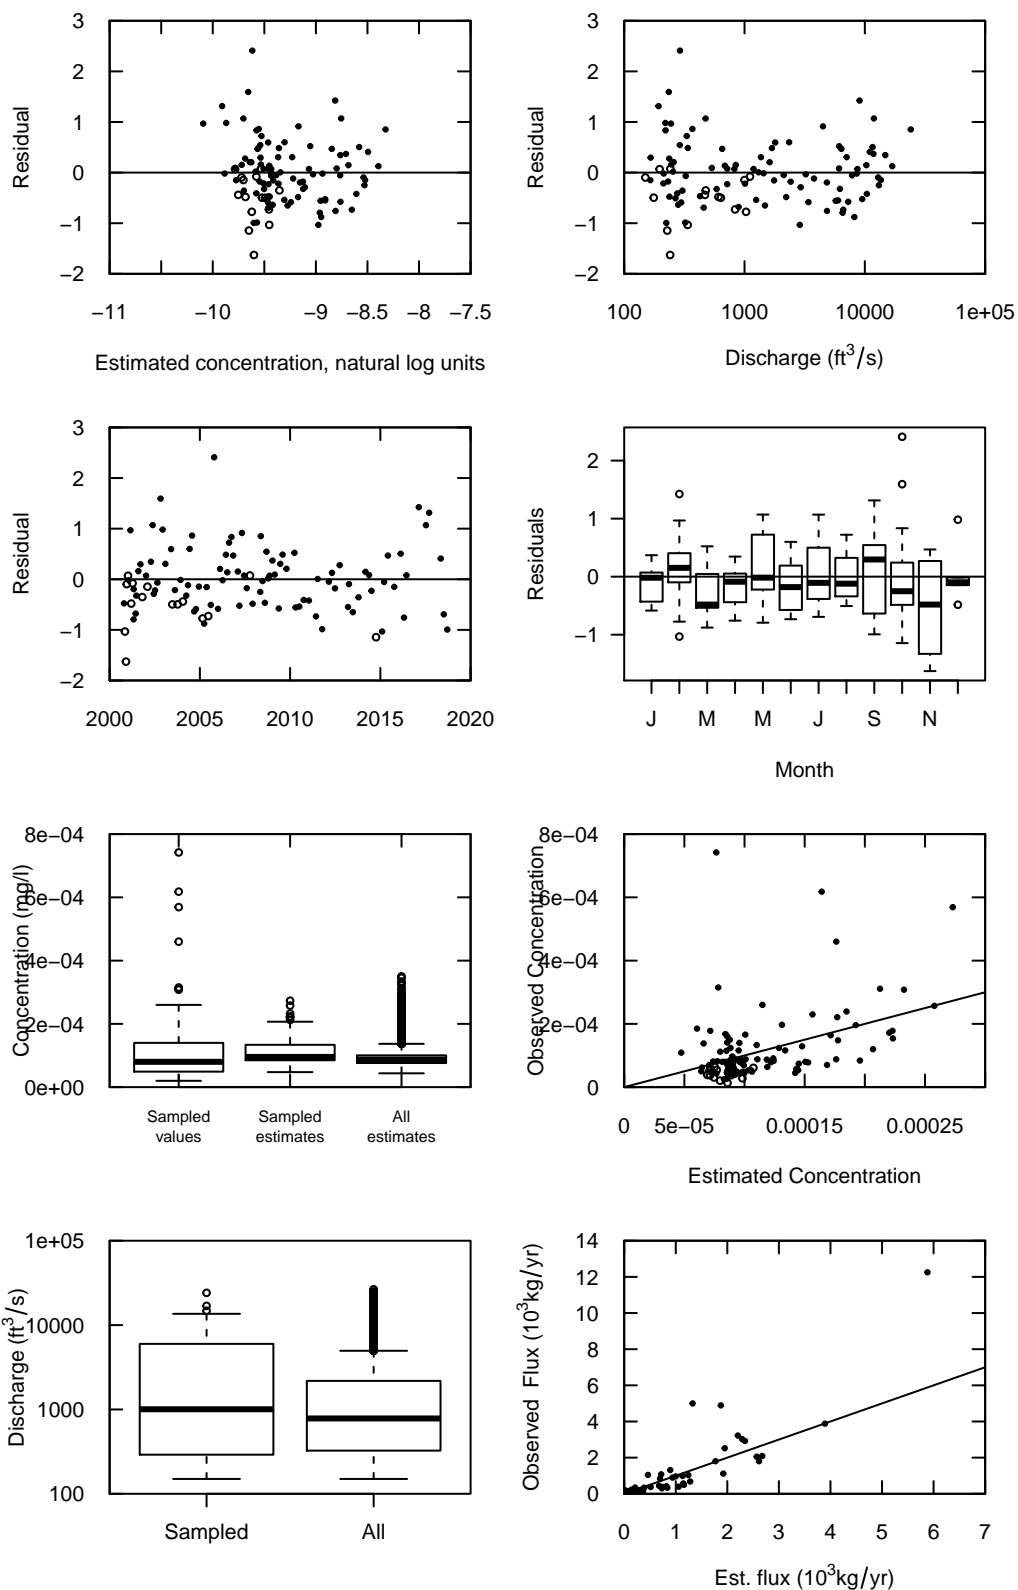 3
2
1
0
−1
−2
Residual
−11
−10
−9
−8.5
−8
−7.5
Estimated concentration, natural log units
3
2
1
0
−1
−2
Residual
100
1000
10000
1e+05
Discharge (ft3/s)
3
2
1
0
−1
−2
Residual
2000
2005
2010
2015
2020
2
1
0
−1
Residuals
J
M
M
J
S
N
Month
8e−04
6e−04
4e−04
2e−04
0e+00
Concentration (mg/l)
Sampled values
Sampled estimates
All estimates
8e−04
6e−04
4e−04
2e−04
0
Observed Concentration
0
5e−05
0.00015
0.00025
Estimated Concentration
1e+05
10000
1000
100
Discharge (ft3/s)
Sampled
All
14
12
10
8
6
4
2
0
Observed Flux (103kg/yr)
0
1
2
3
4
5
6
7
Est. flux (103kg/yr)